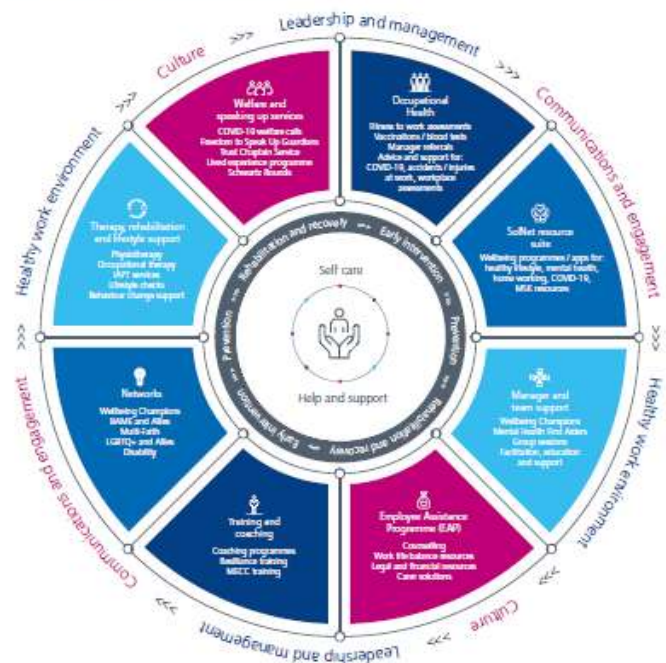 Leadership and management
Communications and engagement
Healthy work environment
Culture
Leadership and management
Communications and engagement
Healthy work environment
Culture
Occupational
Health
Fitness to work assessments
Vaccinations / blood tests
Manager referrals
Advice and support for:
COVID-19, accidents / injuries
at work, workplace
assessments
SolNet resource
suite
Wellbeing programmes / apps for:
healthy lifestyle, mental health,
home working, COVID-19,
MSK resources
Manager and
team support
Wellbeing Champions
Mental Health First Aiders
Group sessions
Facilitation, education
and support
Employee Assistance
Programme (EAP)
Counselling
Work life balance resources
Legal and financial resources
Carer solutions
Training and
coaching
Coaching programmes
Resilience training
MECC training
Networks
Wellbeing Champions
BAME and Allies
Multi-Faith
LGBTQ+ and Allies
Disability
Therapy, rehabilitation
and lifestyle support
Physiotherapy
Occupational therapy
IAPT services
Lifestyle checks
Behaviour change support
Welfare and
speaking up services
COVID-19 welfare calls
Freedom to Speak Up Guardians
Trust Chaplain Service
Lived experience programme
Schwartz Rounds
Early intervention
Prevention
Rehabilitation and recovery
Early intervention
Prevention
Rehabilitation and recovery
Self care
Help and support